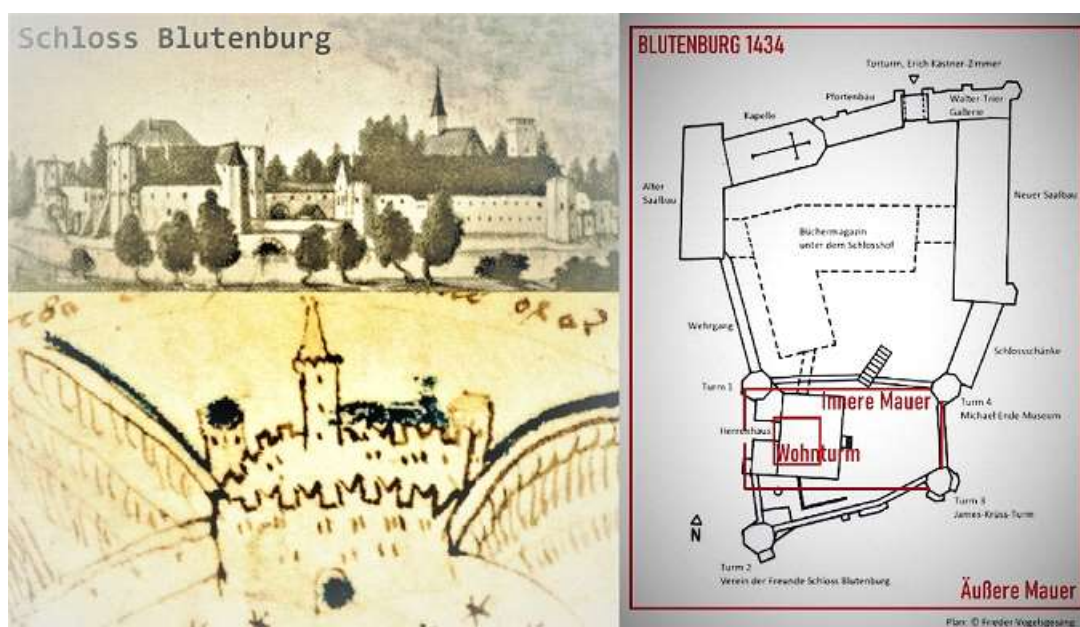 Schloss Blutenburg
BLUTENBURG 1434
Torturm, Erich Kästner-Zimmer
Pfortenbau
Walter-Trier
Gallerie
Kapelle
Alter
Saalbau
Neuer Saalbau
Büchermagazin
unter dem Schlosshof
Wehrgang
Schlossschänke
Turm 1
Innere Mauer
Turm 4
Michael Ende Museum
Herrenhaus
Wohnturm
Turm 3
James-Krüss-Turm
N
Turm 2
Verein der Freunde Schloss Blutenburg
Äußere Mauer
Plan: © Frieder Vogelsgesang